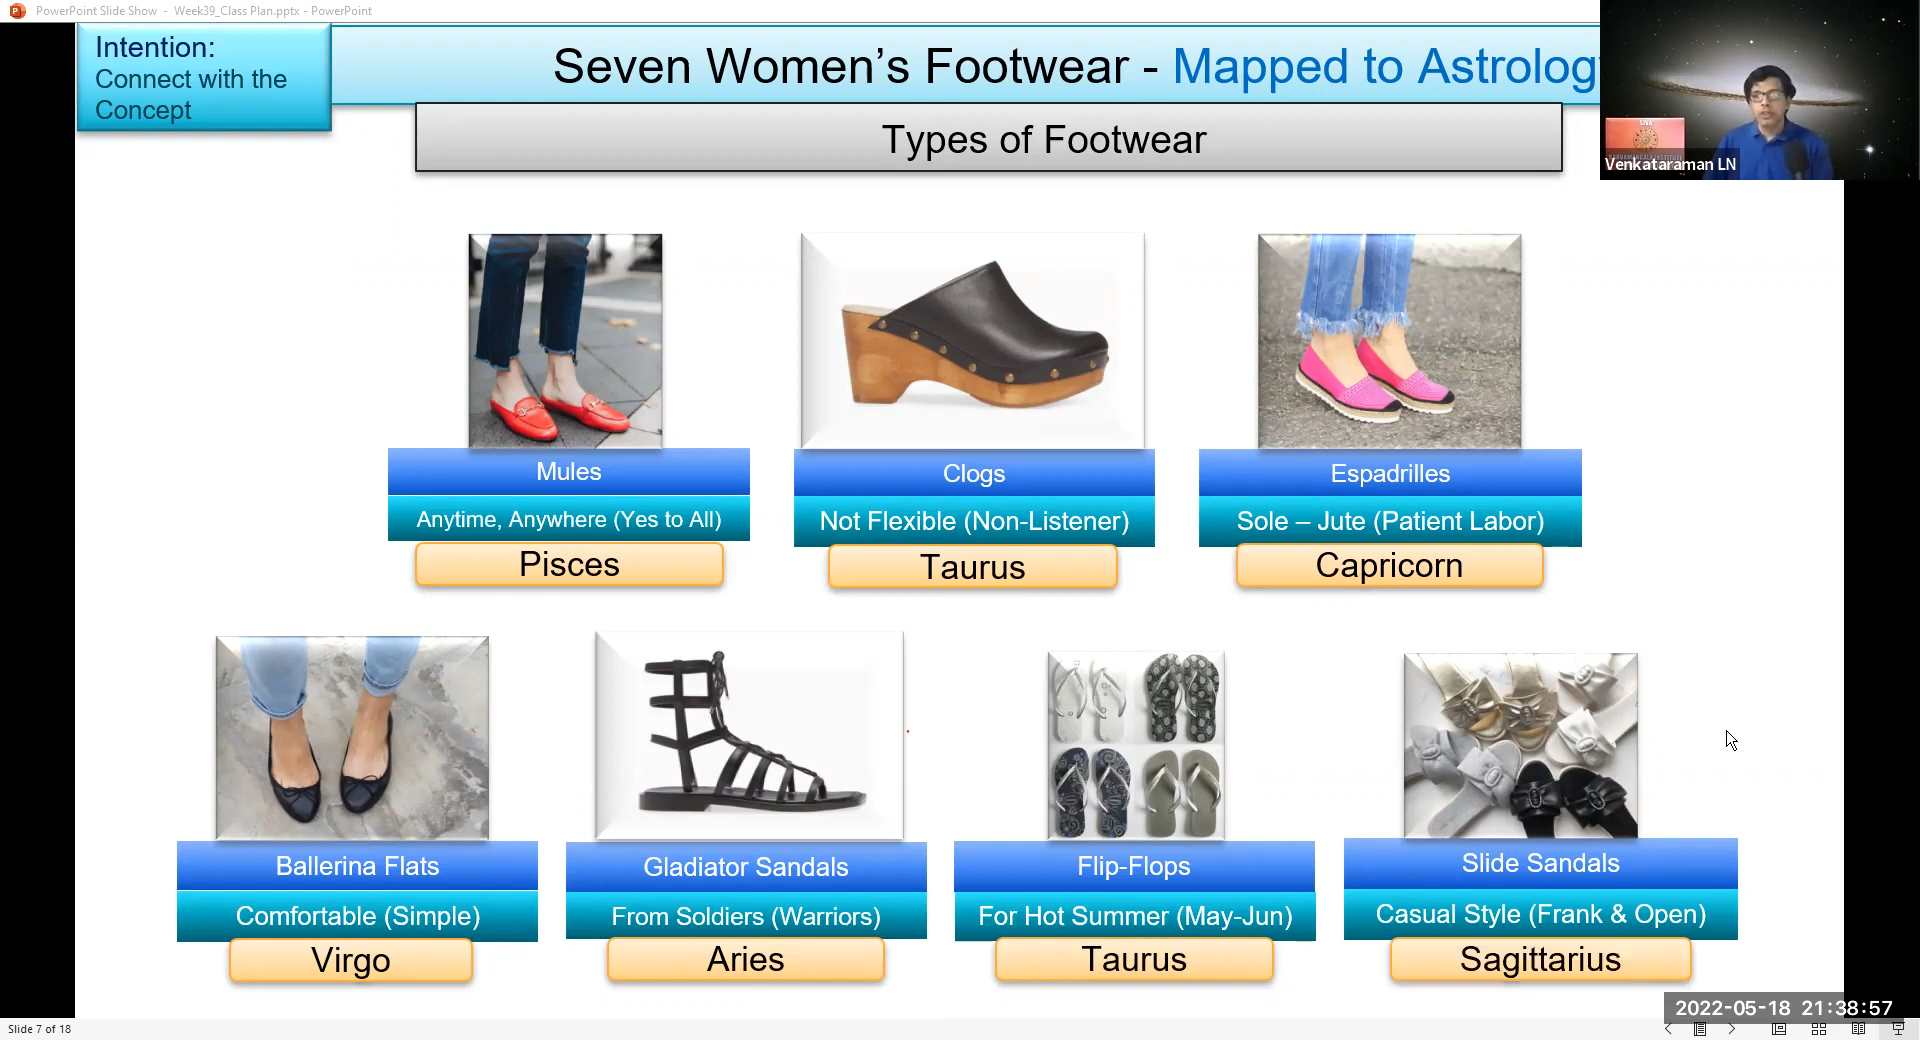 PowerPoint Slide Show - Week39_Class Plan.pptx - PowerPoint
Intention:
Connect with the
Concept
Seven Women's Footwear - Mapped to Astrolog
Types of Footwear
SIVA
Venkataraman LN
Mules
Anytime, Anywhere (Yes to All)
Pisces
Clogs
Not Flexible (Non-Listener)
Taurus
Espadrilles
Sole – Jute (Patient Labor)
Capricorn
Ballerina Flats
Comfortable (Simple)
Virgo
Gladiator Sandals
From Soldiers (Warriors)
Aries
Flip-Flops
For Hot Summer (May-Jun)
Taurus
Slide Sandals
Casual Style (Frank & Open)
Sagittarius
2022-05-18 21:38:57
Slide 7 of 18